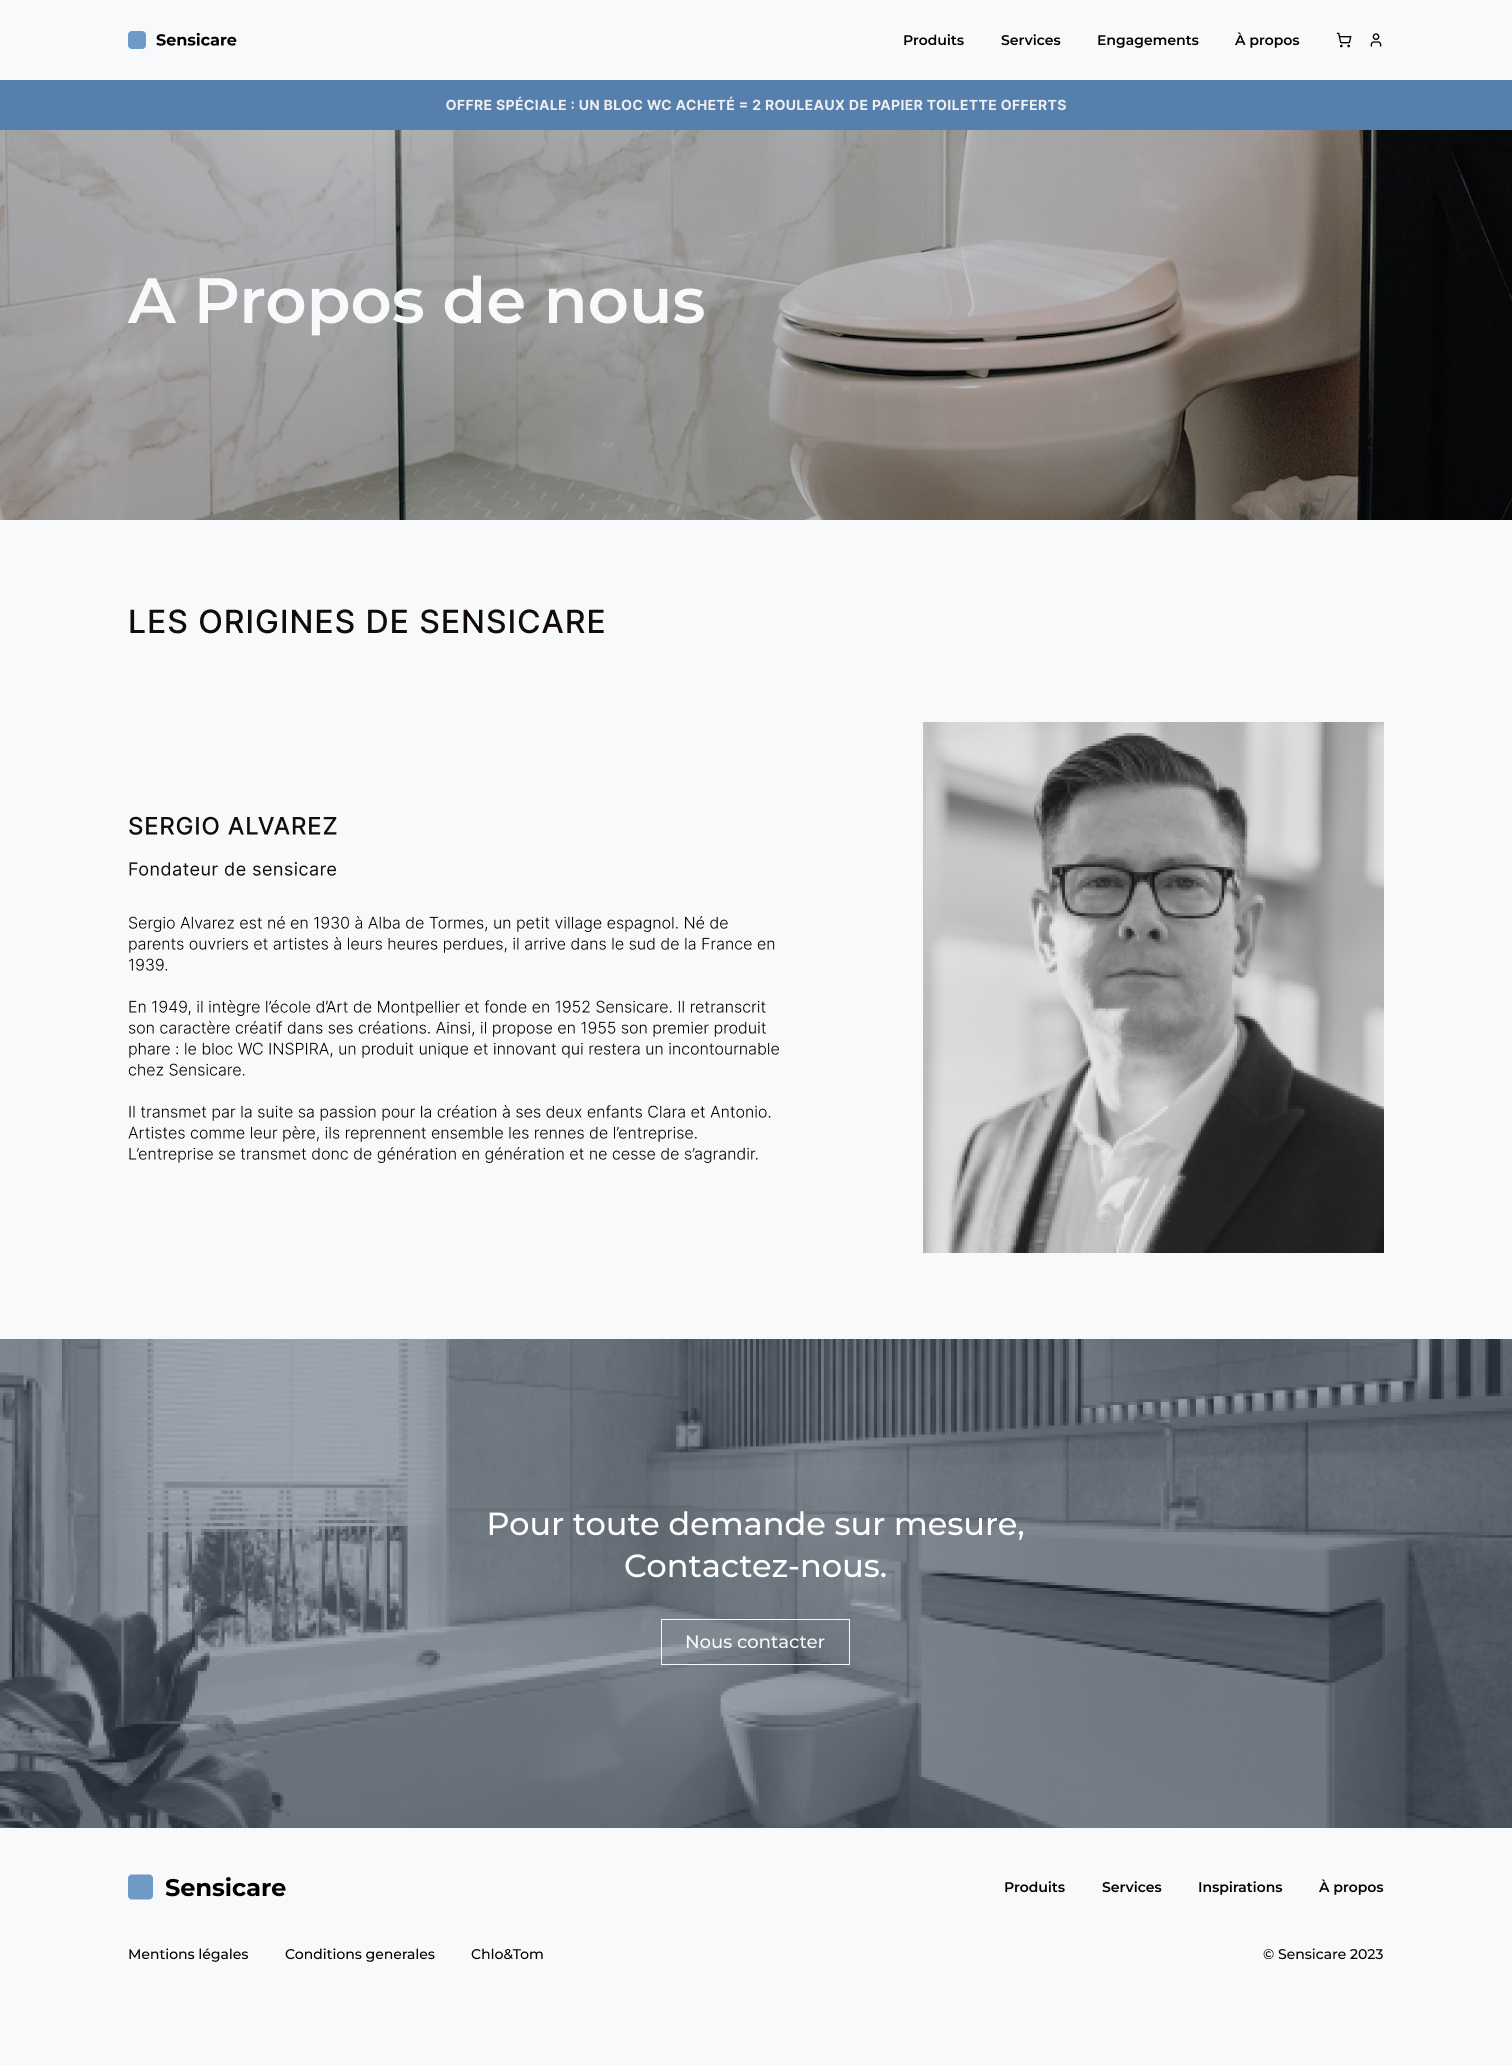 Sensicare
Produits
Services
Engagements
À propos
OFFRE SPÉCIALE : UN BLOC WC ACHETÉ = 2 ROULEAUX DE PAPIER TOILETTE OFFERTS
A Propos de nous
LES ORIGINES DE SENSICARE
SERGIO ALVAREZ
Fondateur de sensicare
Sergio Alvarez est né en 1930 à Alba de Tormes, un petit village espagnol. Né de
parents ouvriers et artistes à leurs heures perdues, il arrive dans le sud de la France en
1939.
En 1949, il intègre l’école d’Art de Montpellier et fonde en 1952 Sensicare. Il retranscrit
son caractère créatif dans ses créations. Ainsi, il propose en 1955 son premier produit
phare : le bloc WC INSPIRA, un produit unique et innovant qui restera un incontournable
chez Sensicare.
Il transmet par la suite sa passion pour la création à ses deux enfants Clara et Antonio.
Artistes comme leur père, ils reprennent ensemble les rennes de l’entreprise.
L’entreprise se transmet donc de génération en génération et ne cesse de s’agrandir.
Pour toute demande sur mesure,
Contactez-nous.
Nous contacter
Sensicare
Produits
Services
Inspirations
À propos
Mentions légales
Conditions generales
Chlo&Tom
© Sensicare 2023